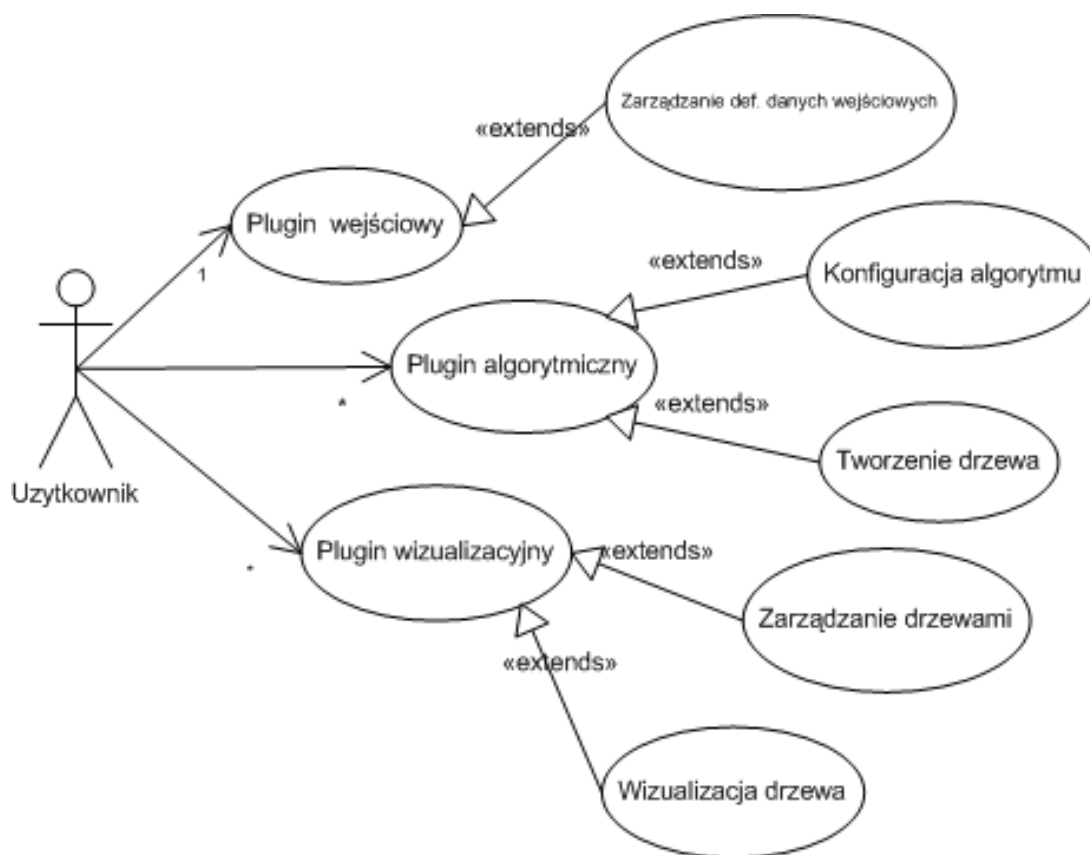 Zarządzanie def. danych wejściowych
«extends»
Plugin wejściowy
1
«extends»
Konfiguracja algorytmu
Plugin algorytmiczny
*
«extends»
Tworzenie drzewa
Uzytkownik
Plugin wizualizacyjny
*
«extends»
Zarządzanie drzewami
«extends»
Wizualizacja drzewa